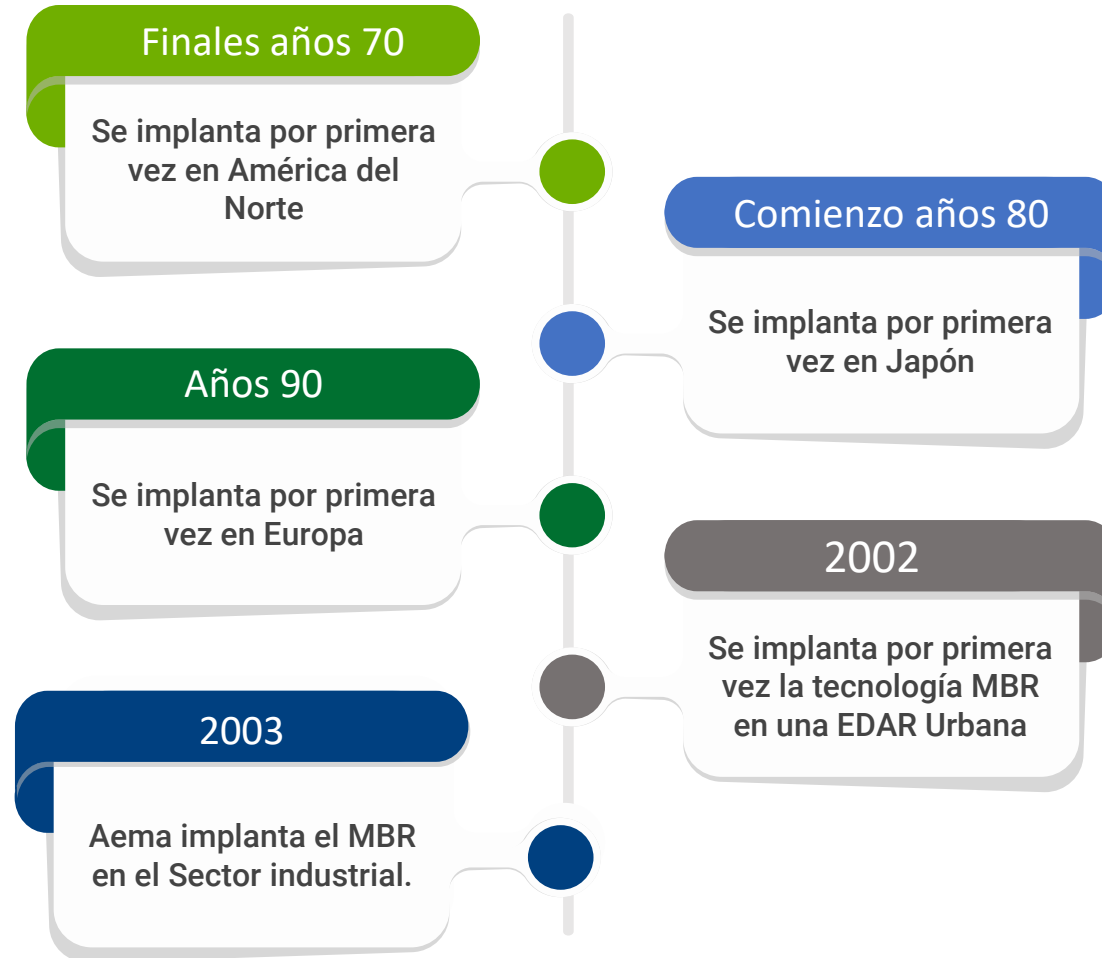 Finales años 70
Se implanta por primera
vez en América del
Norte
Comienzo años 80
Se implanta por primera
vez en Japón
Años 90
Se implanta por primera
vez en Europa
2002
Se implanta por primera
vez la tecnología MBR
en una EDAR Urbana
2003
Aema implanta el MBR
en el Sector industrial.